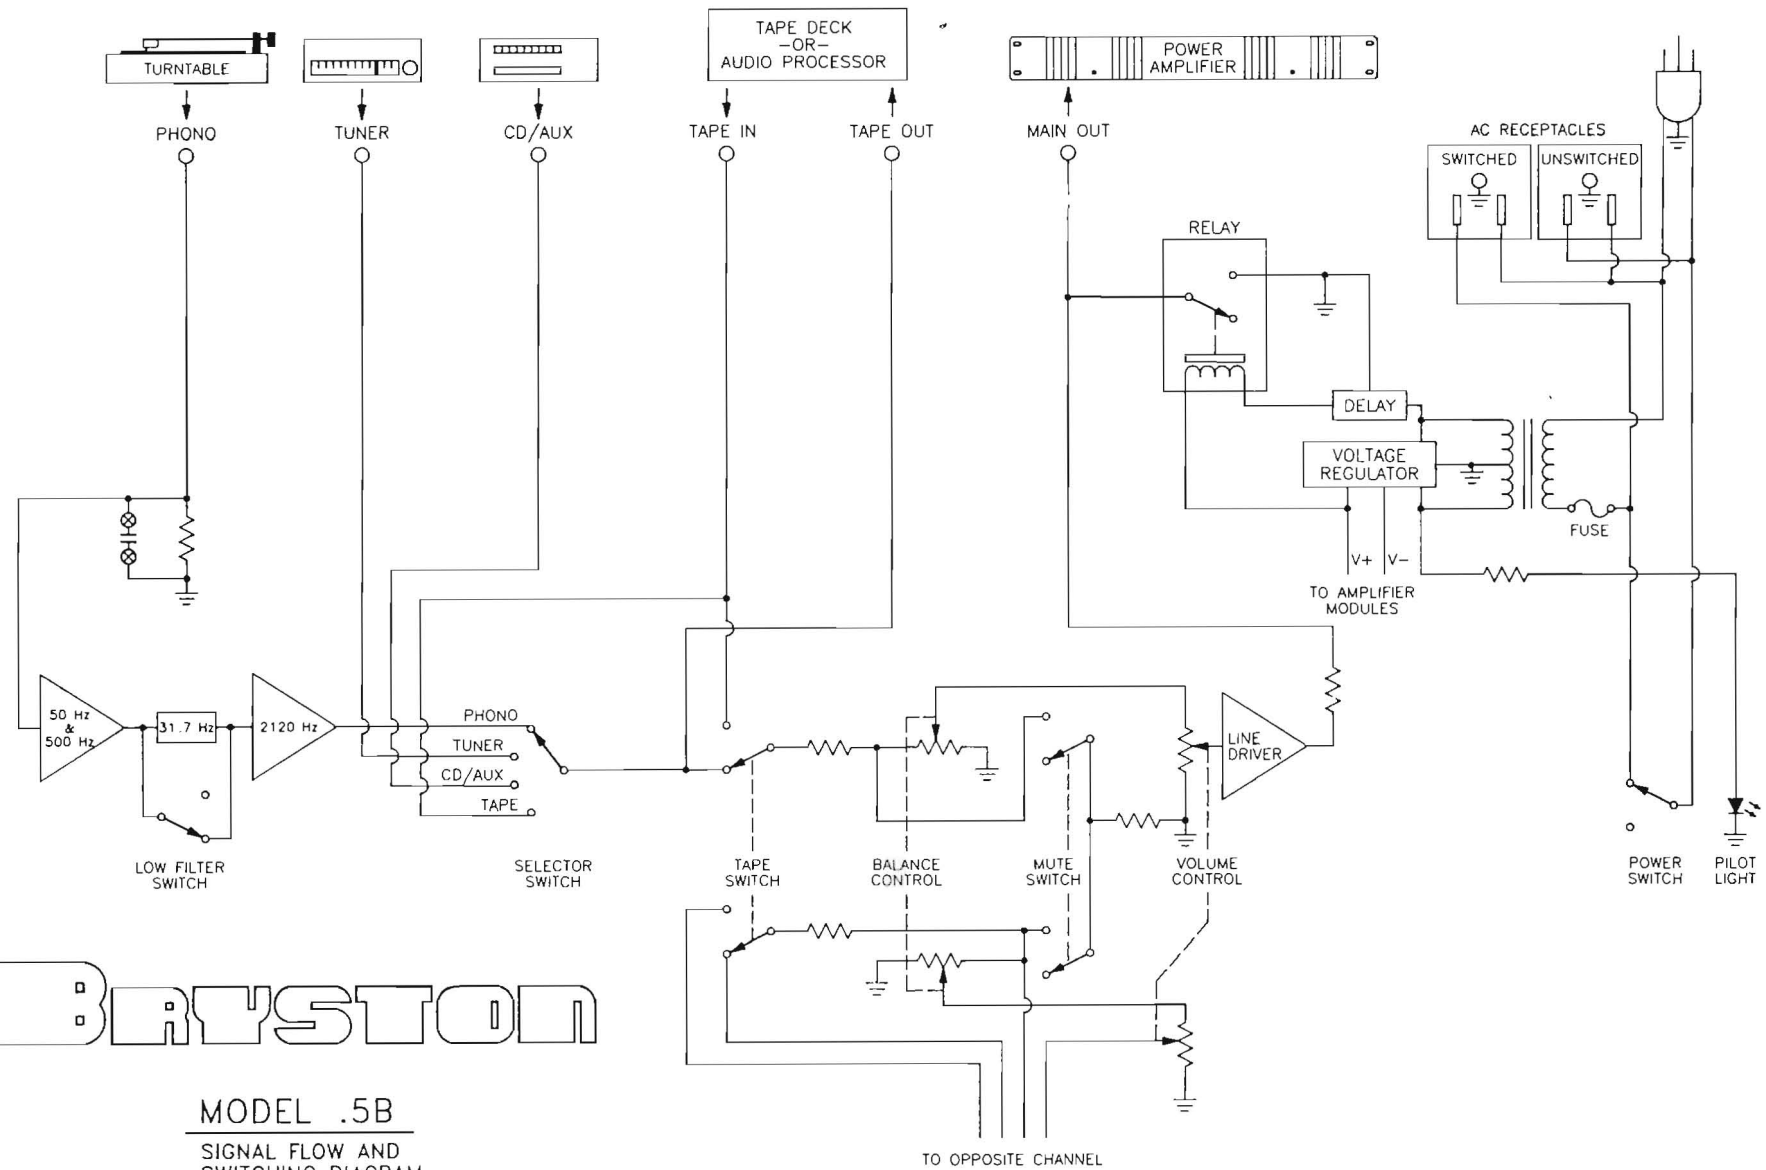 TURNTABLE
TAPE DECK
-OR-
AUDIO PROCESSOR
POWER
AMPLIFIER
PHONO
TUNER
CD/AUX
TAPE IN
TAPE OUT
MAIN OUT
AC RECEPTACLES
SWITCHED
UNSWITCHED
RELAY
DELAY
VOLTAGE
REGULATOR
FUSE
V+
V-
TO AMPLIFIER
MODULES
50 Hz
&
500 Hz
31.7 Hz
2120 Hz
PHONO
TUNER
CD/AUX
TAPE
LINE
DRIVER
LOW FILTER
SWITCH
SELECTOR
SWITCH
TAPE
SWITCH
BALANCE
CONTROL
MUTE
SWITCH
VOLUME
CONTROL
POWER
SWITCH
PILOT
LIGHT
BRYSTON
MODEL .5B
SIGNAL FLOW AND
SWITCHING DIAGRAM
TO OPPOSITE CHANNEL